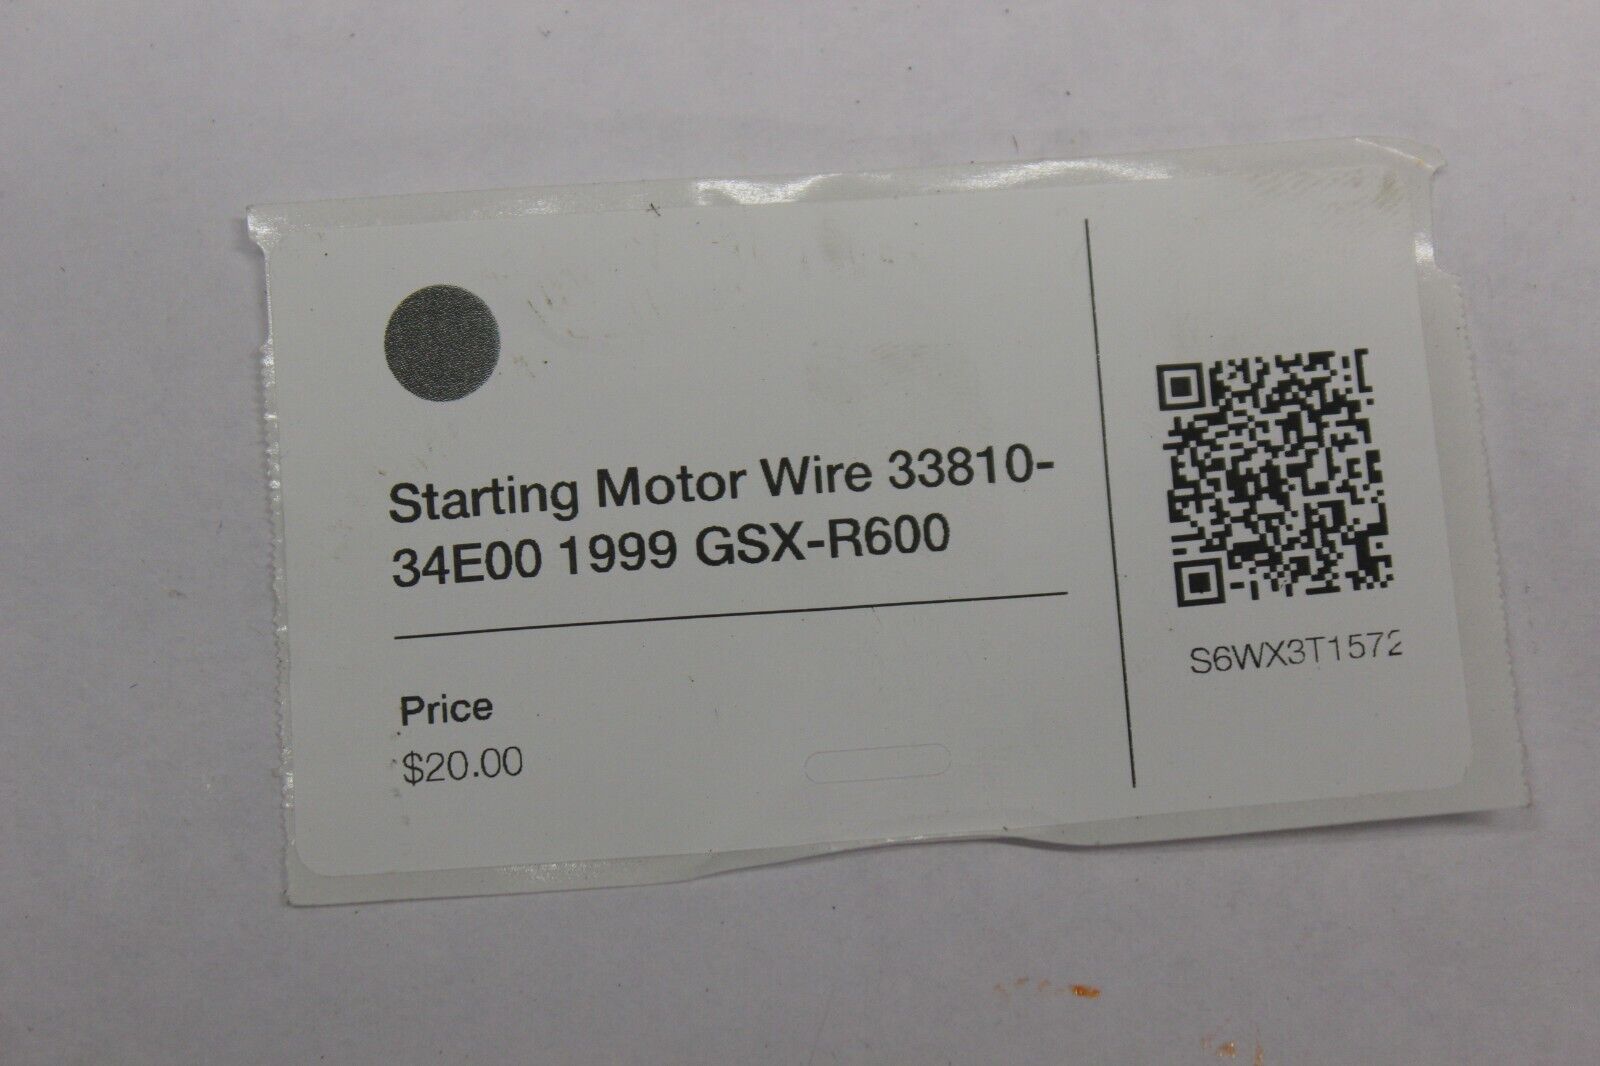 Starting Motor Wire 33810-
34E00 1999 GSX-R600
Price
$20.00
S6WX3T1572